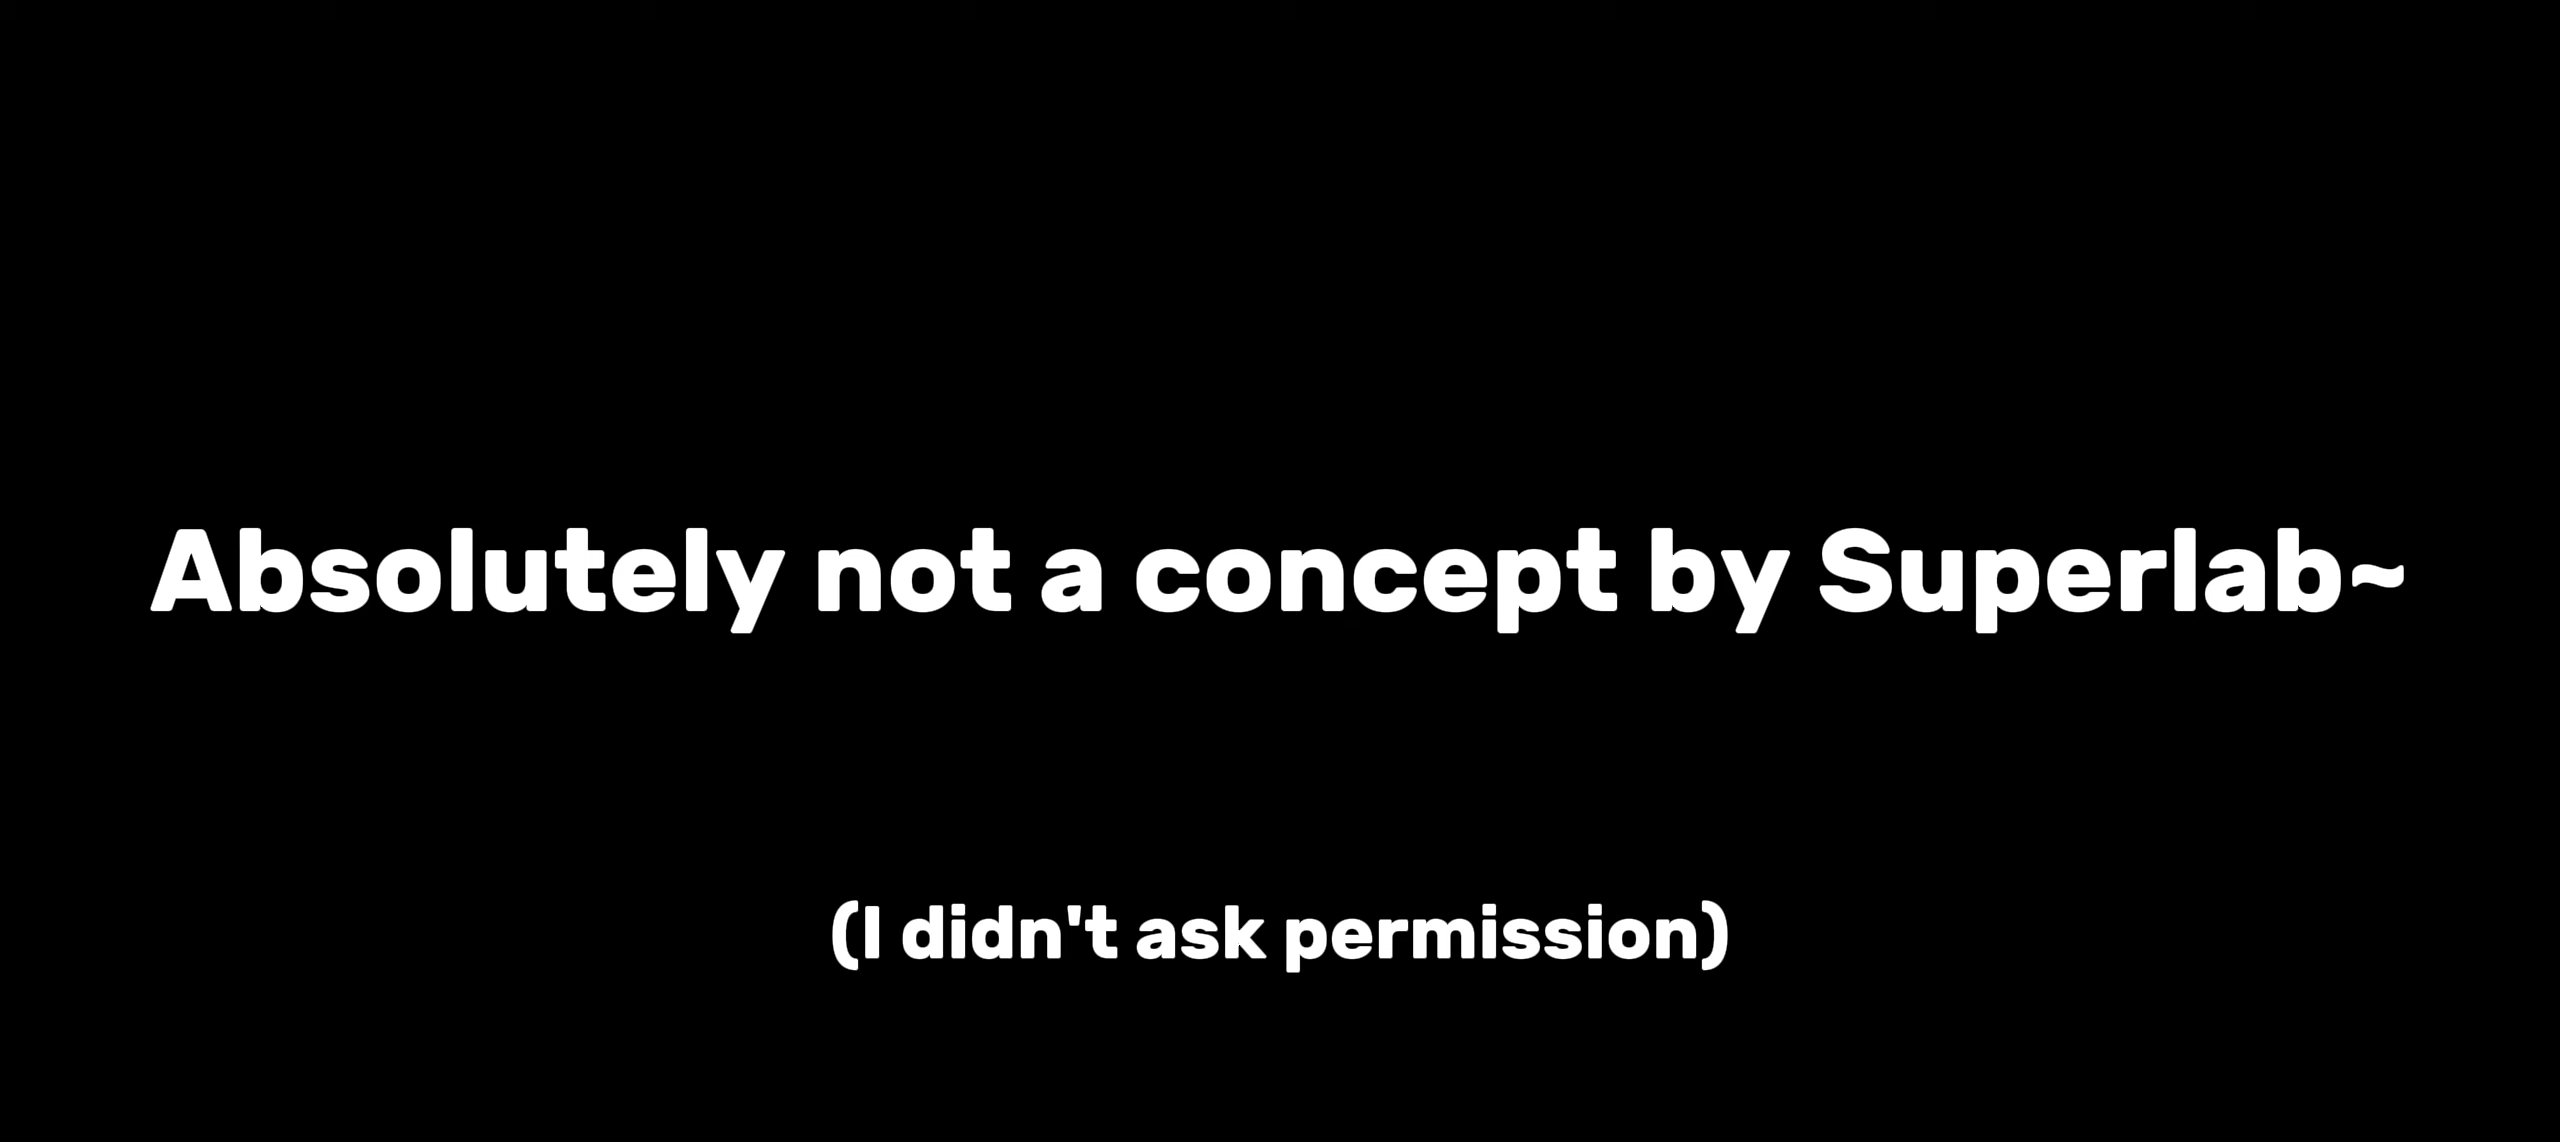 Absolutely not a concept by Superlab~
(I didn't ask permission)